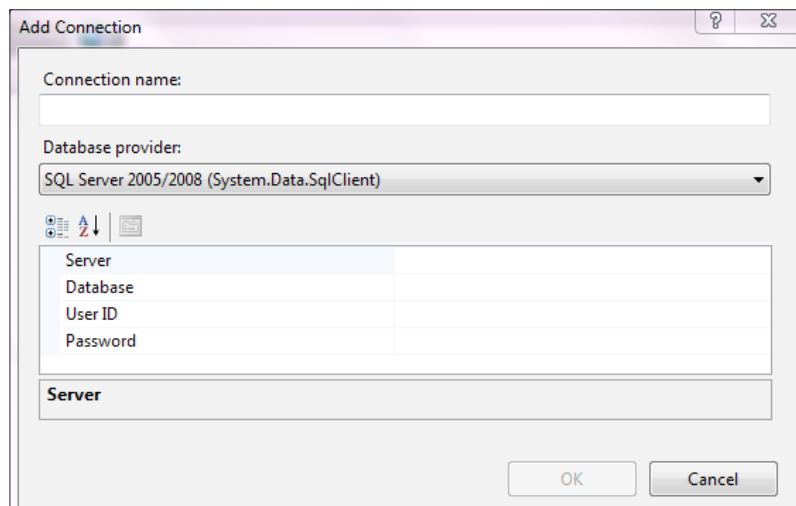 Add Connection
Connection name:
Database provider:
SQL Server 2005/2008 (System.Data.SqlClient)
Server
Database
User ID
Password
Server
OK
Cancel